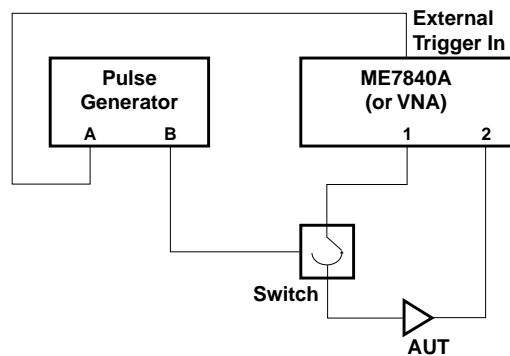 External
Trigger In
Pulse
Generator
A B
ME7840A
(or VNA)
1 2
Switch
AUT